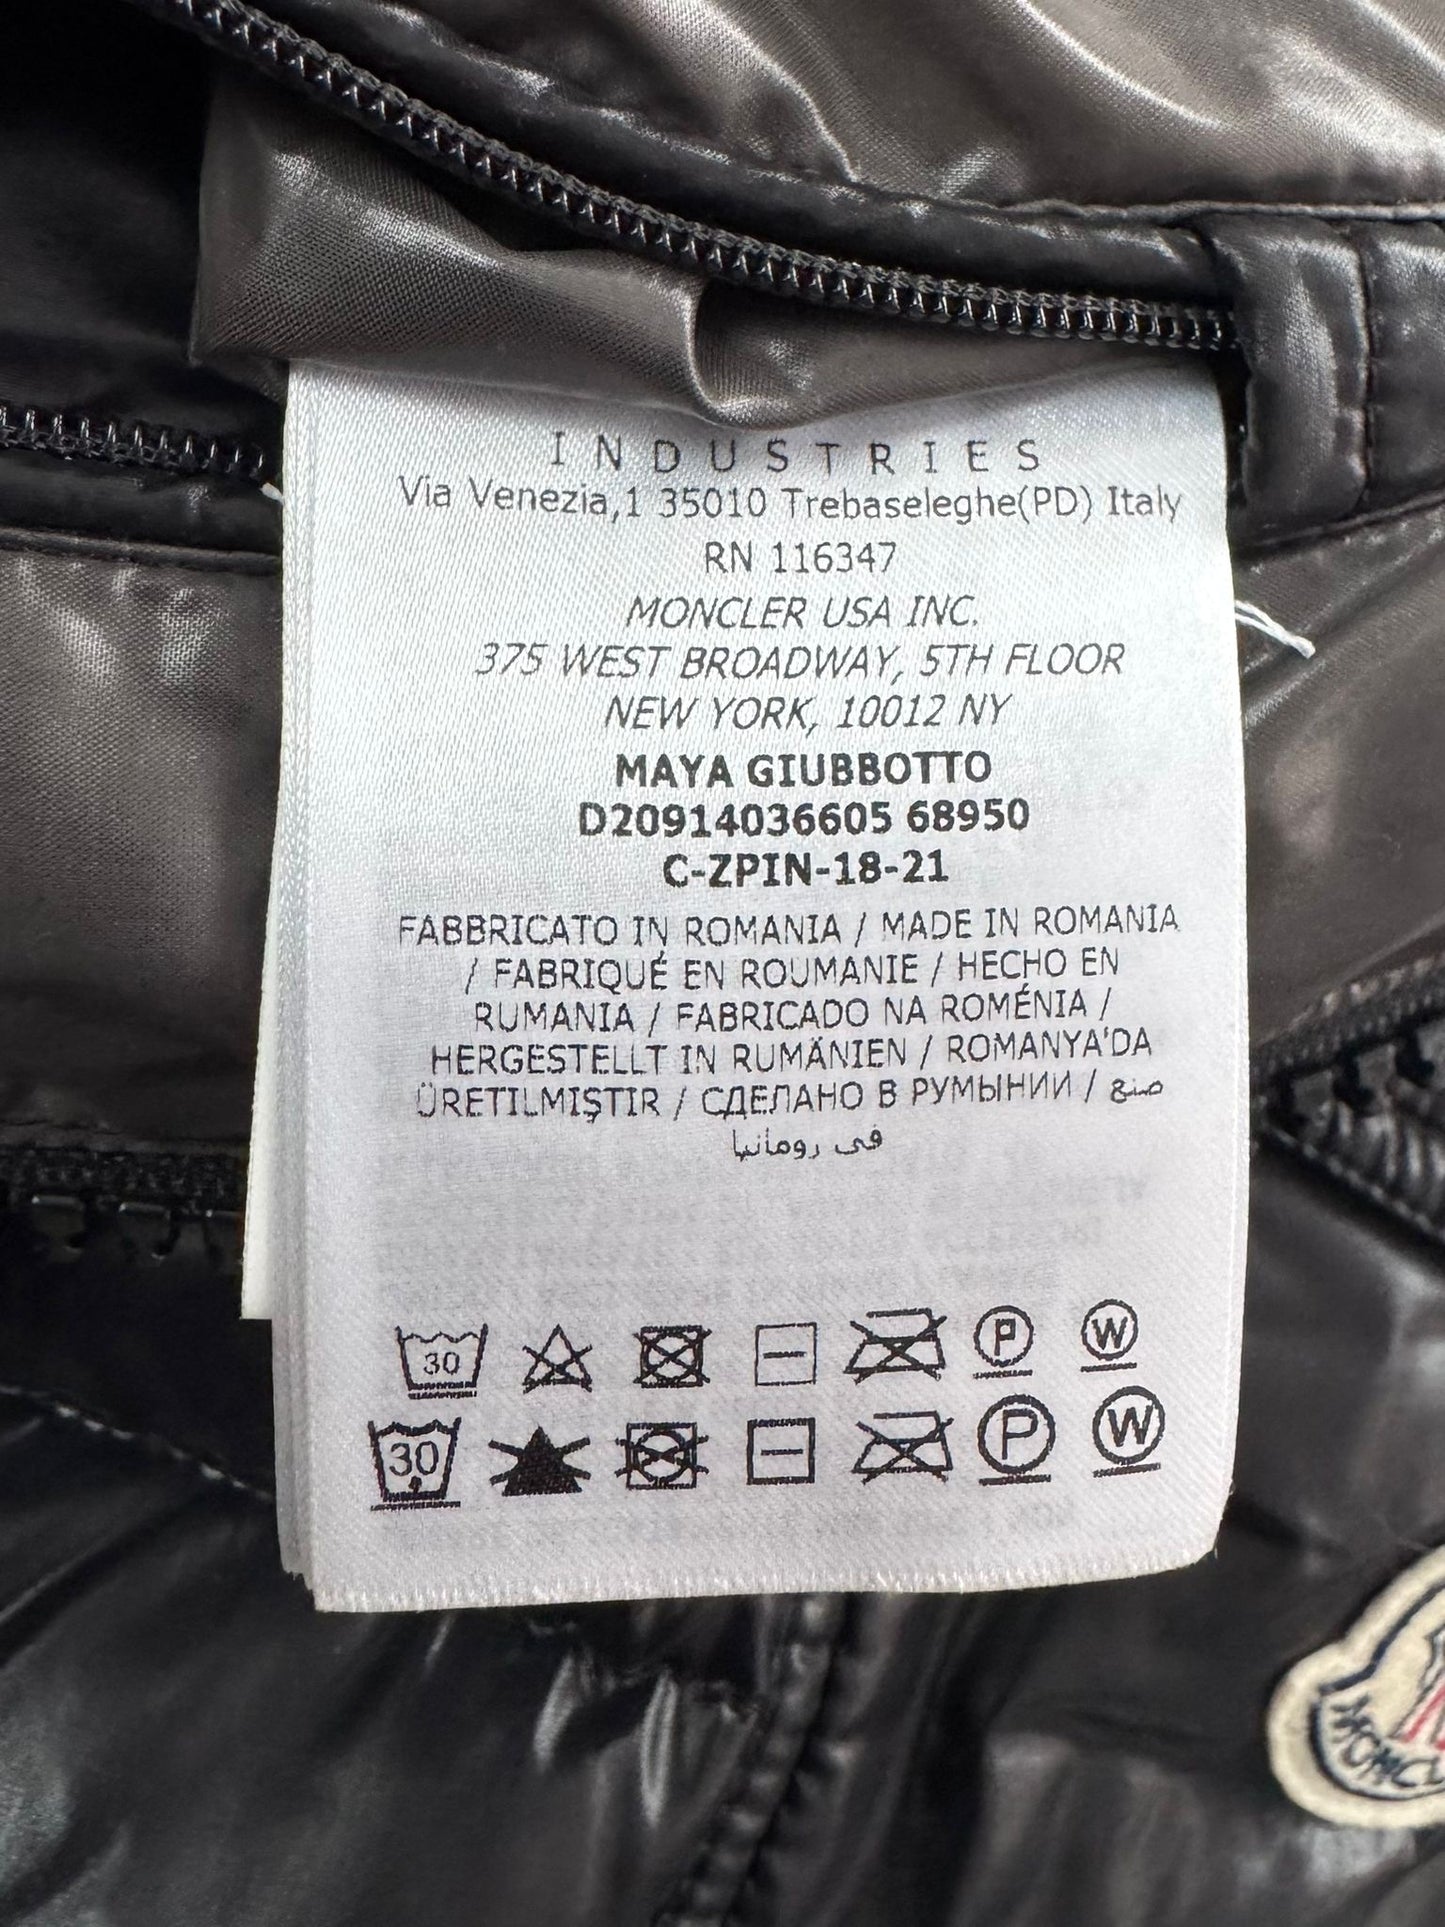 INDUSTRIES
Via Venezia,1 35010 Trebaseleghe(PD) Italy
RN 116347
MONCLER USA INC.
375 WEST BROADWAY, 5TH FLOOR
NEW YORK, 10012 NY
MAYA GIUBBOTTO
D20914036605 68950
C-ZPIN-18-21
FABBRICATO IN ROMANIA / MADE IN ROMANIA
/ FABRIQUÉ EN ROUMANIE / HECHO EN
RUMANIA / FABRICADO NA ROMÉNIA /
HERGESTELLT IN RUMÄNIEN / ROMANYA'DA
ÜRETILMIŞTIR / СДЕЛАНО В РУМЫНИИ / صنع
في رومانيا
30 P W
30 P W